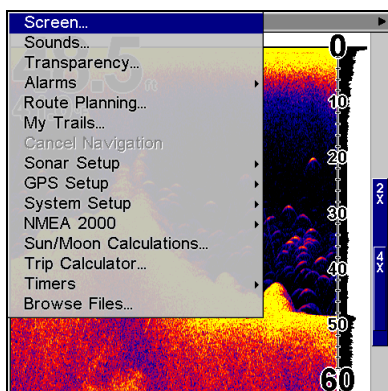 Screen...
Sounds...
Transparency...
Alarms
Route Planning...
My Trails...
Cancel Navigation
Sonar Setup
GPS Setup
System Setup
NMEA 2000
Sun/Moon Calculations...
Trip Calculator...
Timers
Browse Files...
0
10
20
30
40
50
60
2X
4X